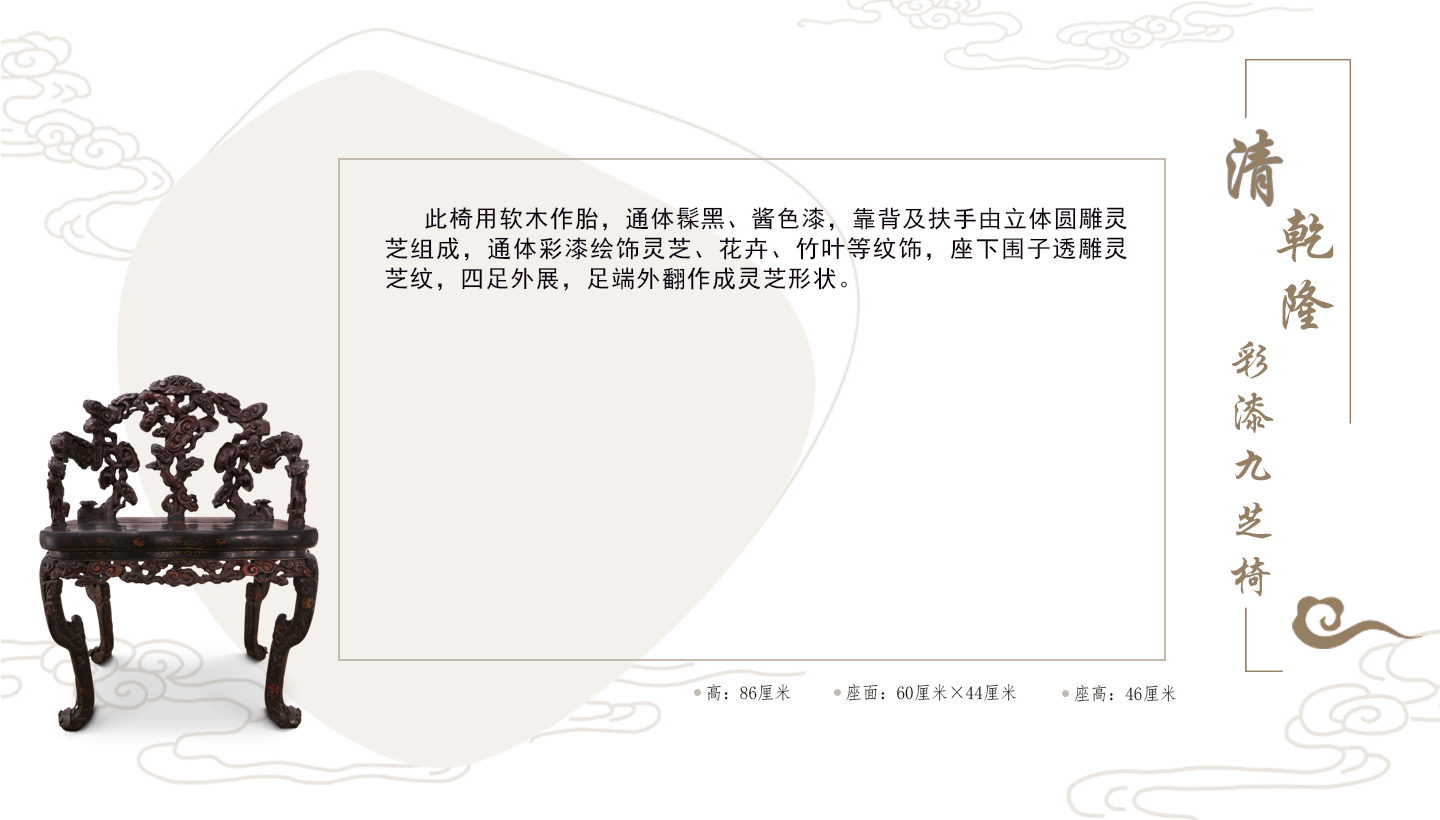 清
乾隆
彩漆九芝椅
此椅用软木作胎，通体髹黑、酱色漆，靠背及扶手由立体圆雕灵
芝组成，通体彩漆绘饰灵芝、花卉、竹叶等纹饰，座下围子透雕灵
芝纹，四足外展，足端外翻作成灵芝形状。
高：86厘米
座面：60厘米×44厘米
座高：46厘米